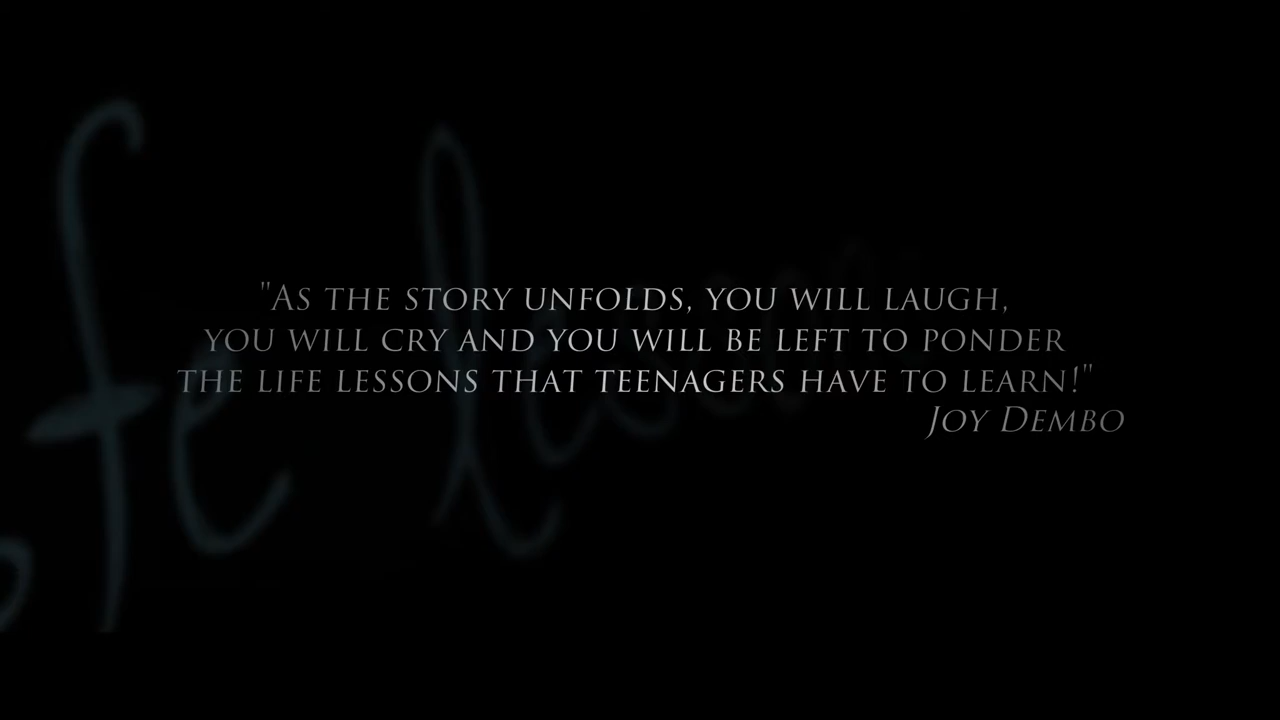 "As the story unfolds, you will laugh,
you will cry and you will be left to ponder
the life lessons that teenagers have to learn!"
Joy Dembo